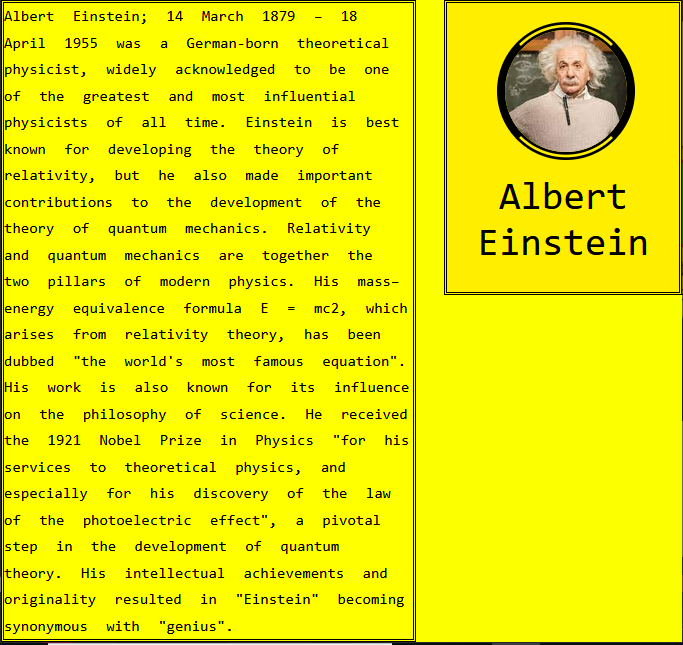 Albert Einstein; 14 March 1879 – 18
April 1955 was a German-born theoretical
physicist, widely acknowledged to be one
of the greatest and most influential
physicists of all time. Einstein is best
known for developing the theory of
relativity, but he also made important
contributions to the development of the
theory of quantum mechanics. Relativity
and quantum mechanics are together the
two pillars of modern physics. His mass–
energy equivalence formula E = mc2, which
arises from relativity theory, has been
dubbed "the world's most famous equation".
His work is also known for its influence
on the philosophy of science. He received
the 1921 Nobel Prize in Physics "for his
services to theoretical physics, and
especially for his discovery of the law
of the photoelectric effect", a pivotal
step in the development of quantum
theory. His intellectual achievements and
originality resulted in "Einstein" becoming
synonymous with "genius".
Albert
Einstein